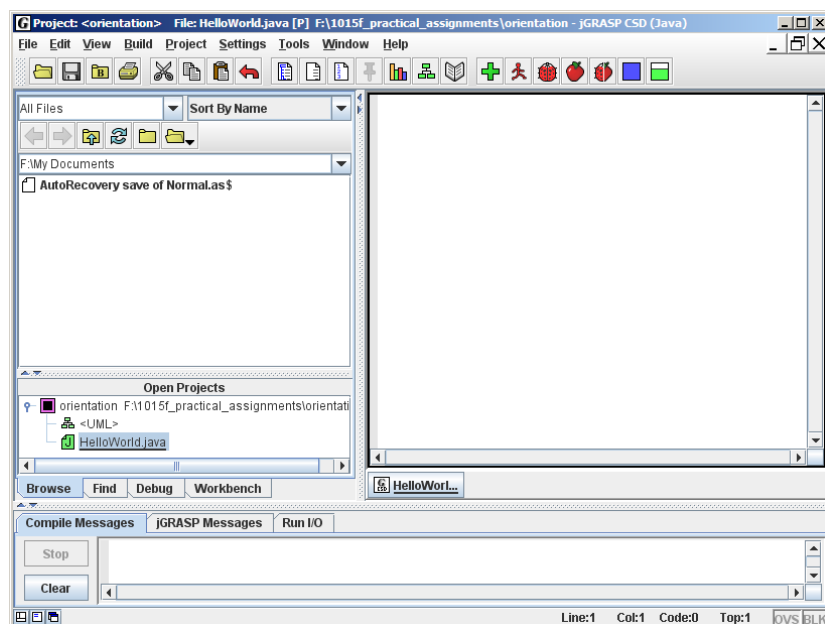 Project: <orientation> File: HelloWorld.java [P] F:\1015f_practical_assignments\orientation - jGRASP CSD (Java)
File Edit View Build Project Settings Tools Window Help
All Files Sort By Name
F:\My Documents
AutoRecovery save of Normal.as$
Open Projects
orientation F:\1015f_practical_assignments\orientati
<UML>
HelloWorld.java
Browse Find Debug Workbench
HelloWorl...
Compile Messages jGRASP Messages Run I/O
Stop
Clear
Line:1 Col:1 Code:0 Top:1 OVS BLK